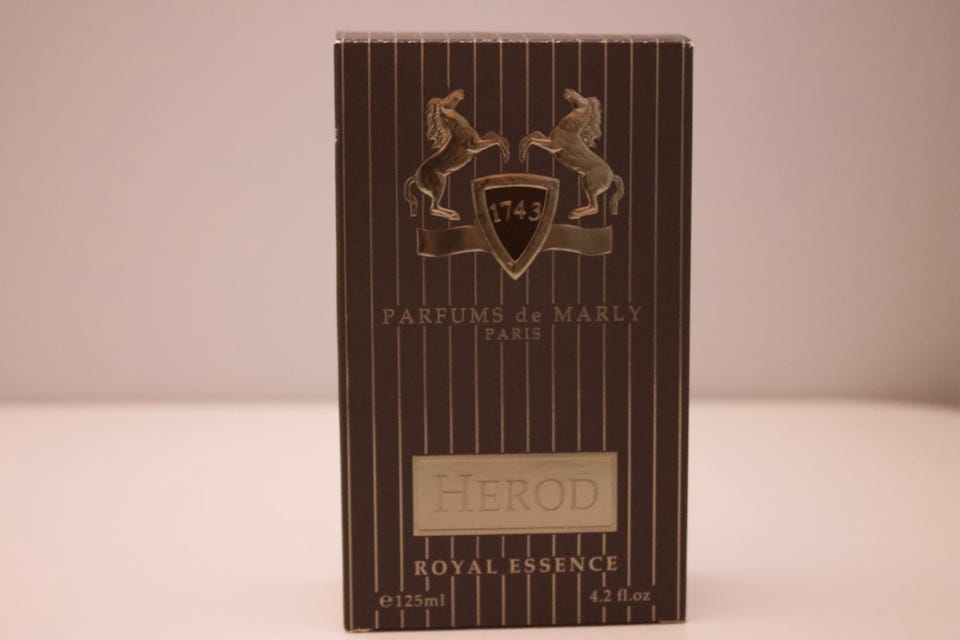 1743
PARFUMS de MARLY
PARIS
HEROD
ROYAL ESSENCE
℮125ml 4.2 fl.oz